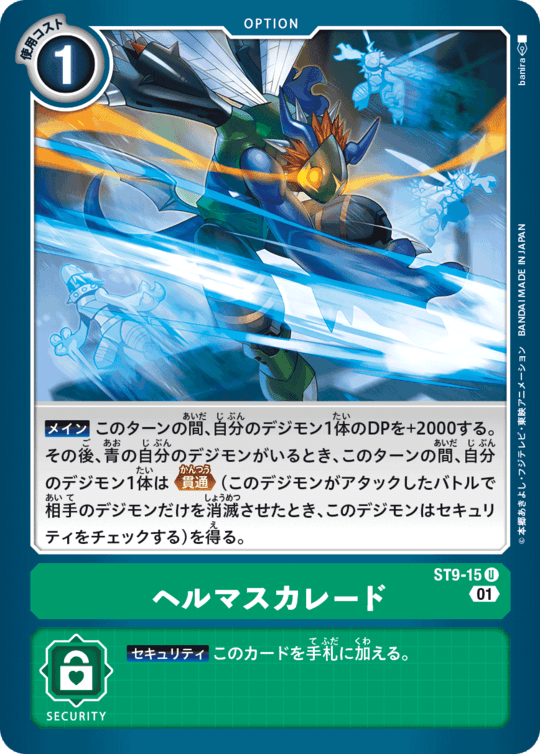 OPTION
使用コスト
1
banira
メイン このターンの間、自分のデジモン1体のDPを+2000する。
その後、青の自分のデジモンがいるとき、このターンの間、自分
のデジモン1体は 貫通 (このデジモンがアタックしたバトルで
相手のデジモンだけを消滅させたとき、このデジモンはセキュリ
ティをチェックする)を得る。
© 本郷あきよし・フジテレビ・東映アニメーション BANDAI MADE IN JAPAN
ST9-15 U
ヘルマスカレード
01
セキュリティ このカードを手札に加える。
SECURITY